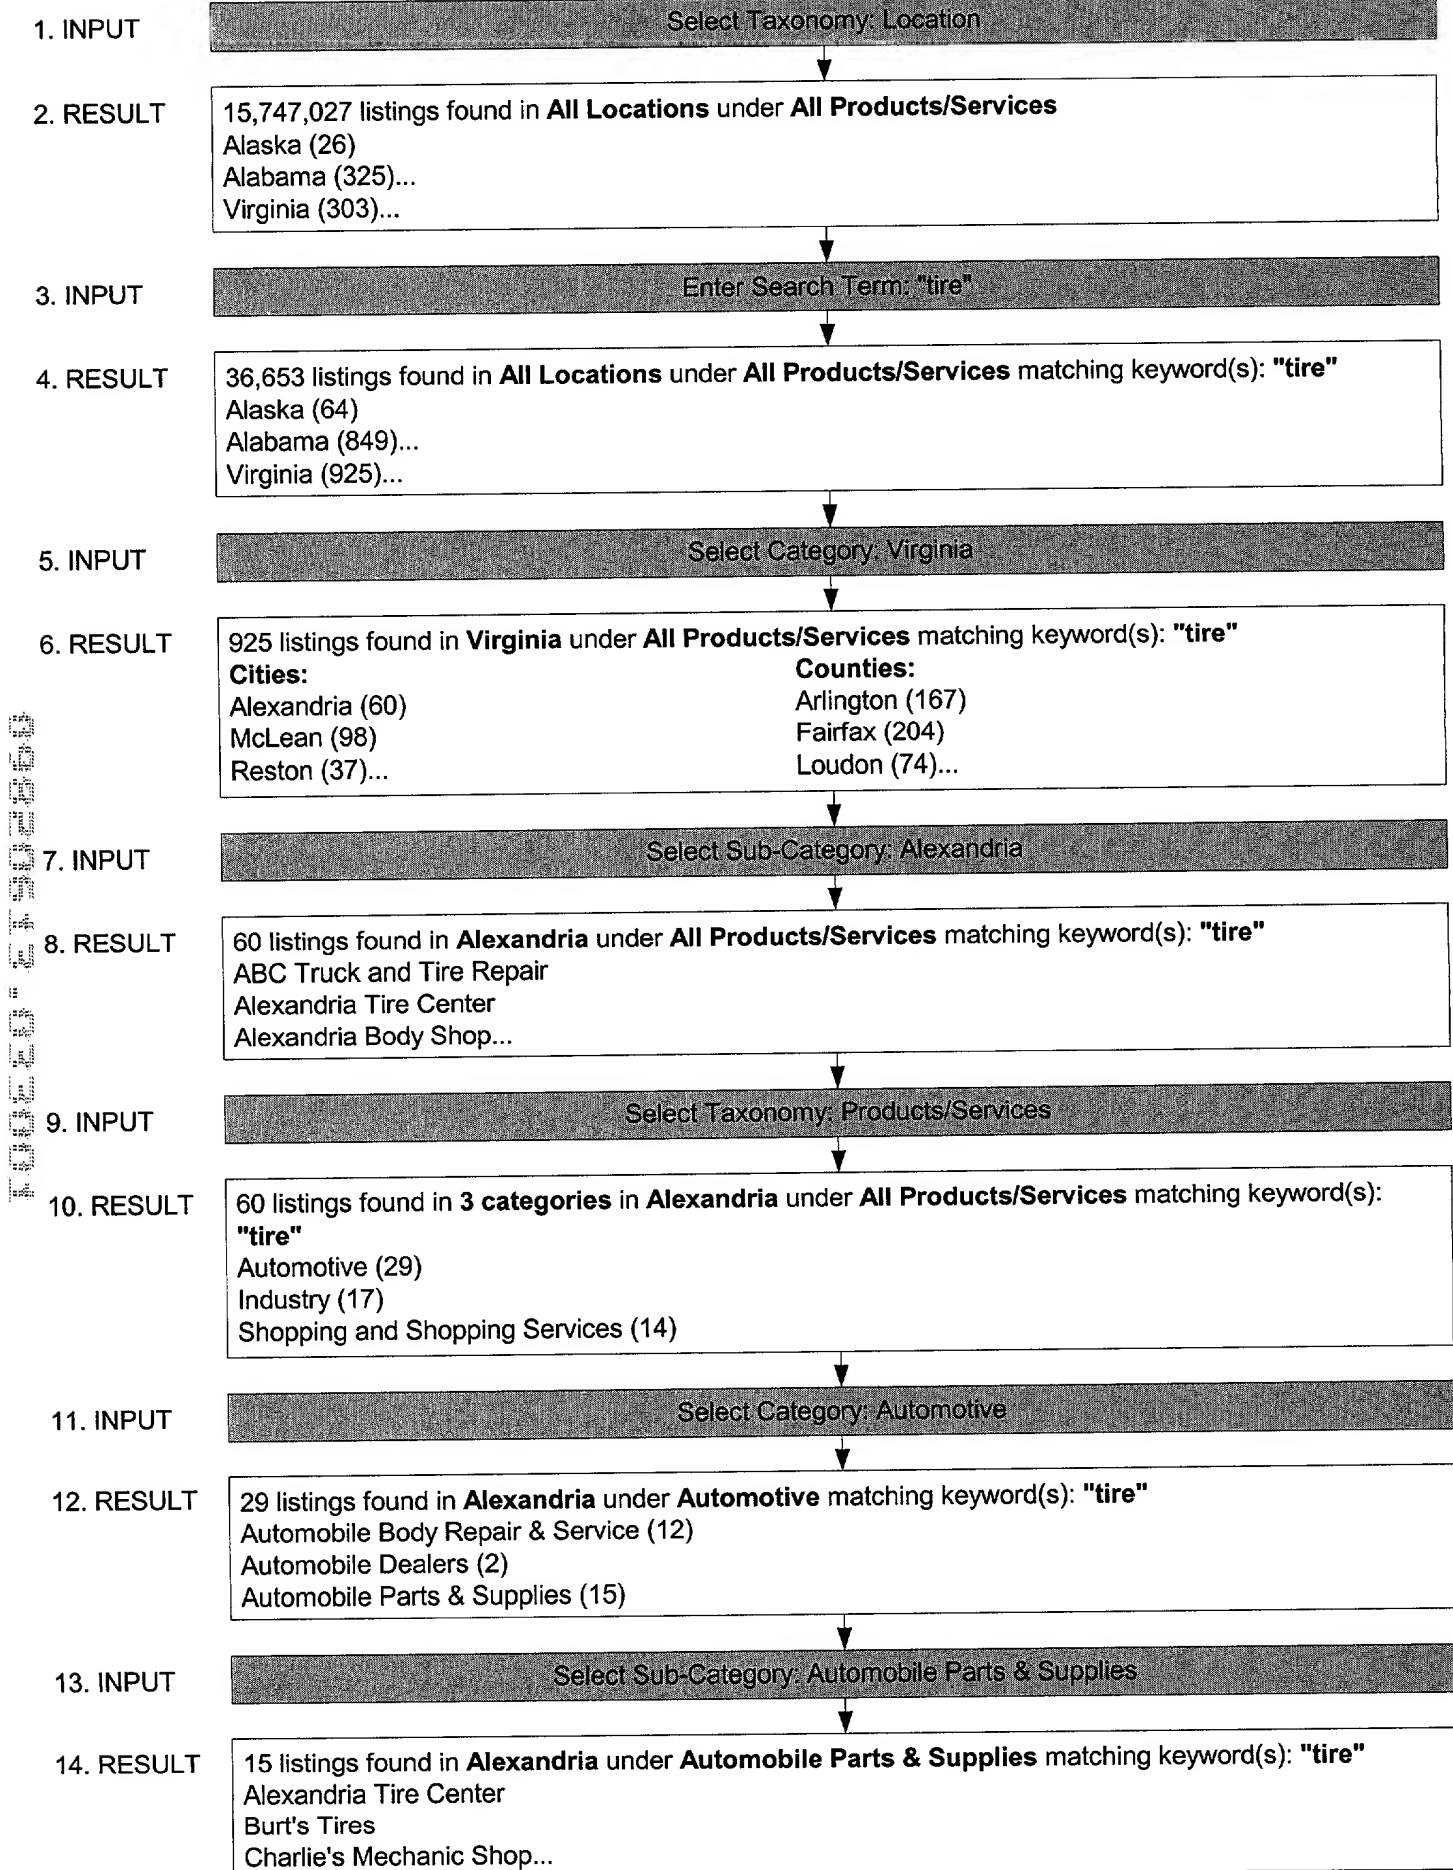 1. INPUT
Select Taxonomy: Location
2. RESULT
15,747,027 listings found in All Locations under All Products/Services
Alaska (26)
Alabama (325)...
Virginia (303)...
3. INPUT
Enter Search Term: "tire"
4. RESULT
36,653 listings found in All Locations under All Products/Services matching keyword(s): "tire"
Alaska (64)
Alabama (849)...
Virginia (925)...
5. INPUT
Select Category: Virginia
6. RESULT
925 listings found in Virginia under All Products/Services matching keyword(s): "tire"
Cities:
Alexandria (60)
McLean (98)
Reston (37)...
Counties:
Arlington (167)
Fairfax (204)
Loudon (74)...
7. INPUT
Select Sub-Category: Alexandria
8. RESULT
60 listings found in Alexandria under All Products/Services matching keyword(s): "tire"
ABC Truck and Tire Repair
Alexandria Tire Center
Alexandria Body Shop...
9. INPUT
Select Taxonomy: Products/Services
10. RESULT
60 listings found in 3 categories in Alexandria under All Products/Services matching keyword(s):
"tire"
Automotive (29)
Industry (17)
Shopping and Shopping Services (14)
11. INPUT
Select Category: Automotive
12. RESULT
29 listings found in Alexandria under Automotive matching keyword(s): "tire"
Automobile Body Repair & Service (12)
Automobile Dealers (2)
Automobile Parts & Supplies (15)
13. INPUT
Select Sub-Category: Automobile Parts & Supplies
14. RESULT
15 listings found in Alexandria under Automobile Parts & Supplies matching keyword(s): "tire"
Alexandria Tire Center
Burt's Tires
Charlie's Mechanic Shop...